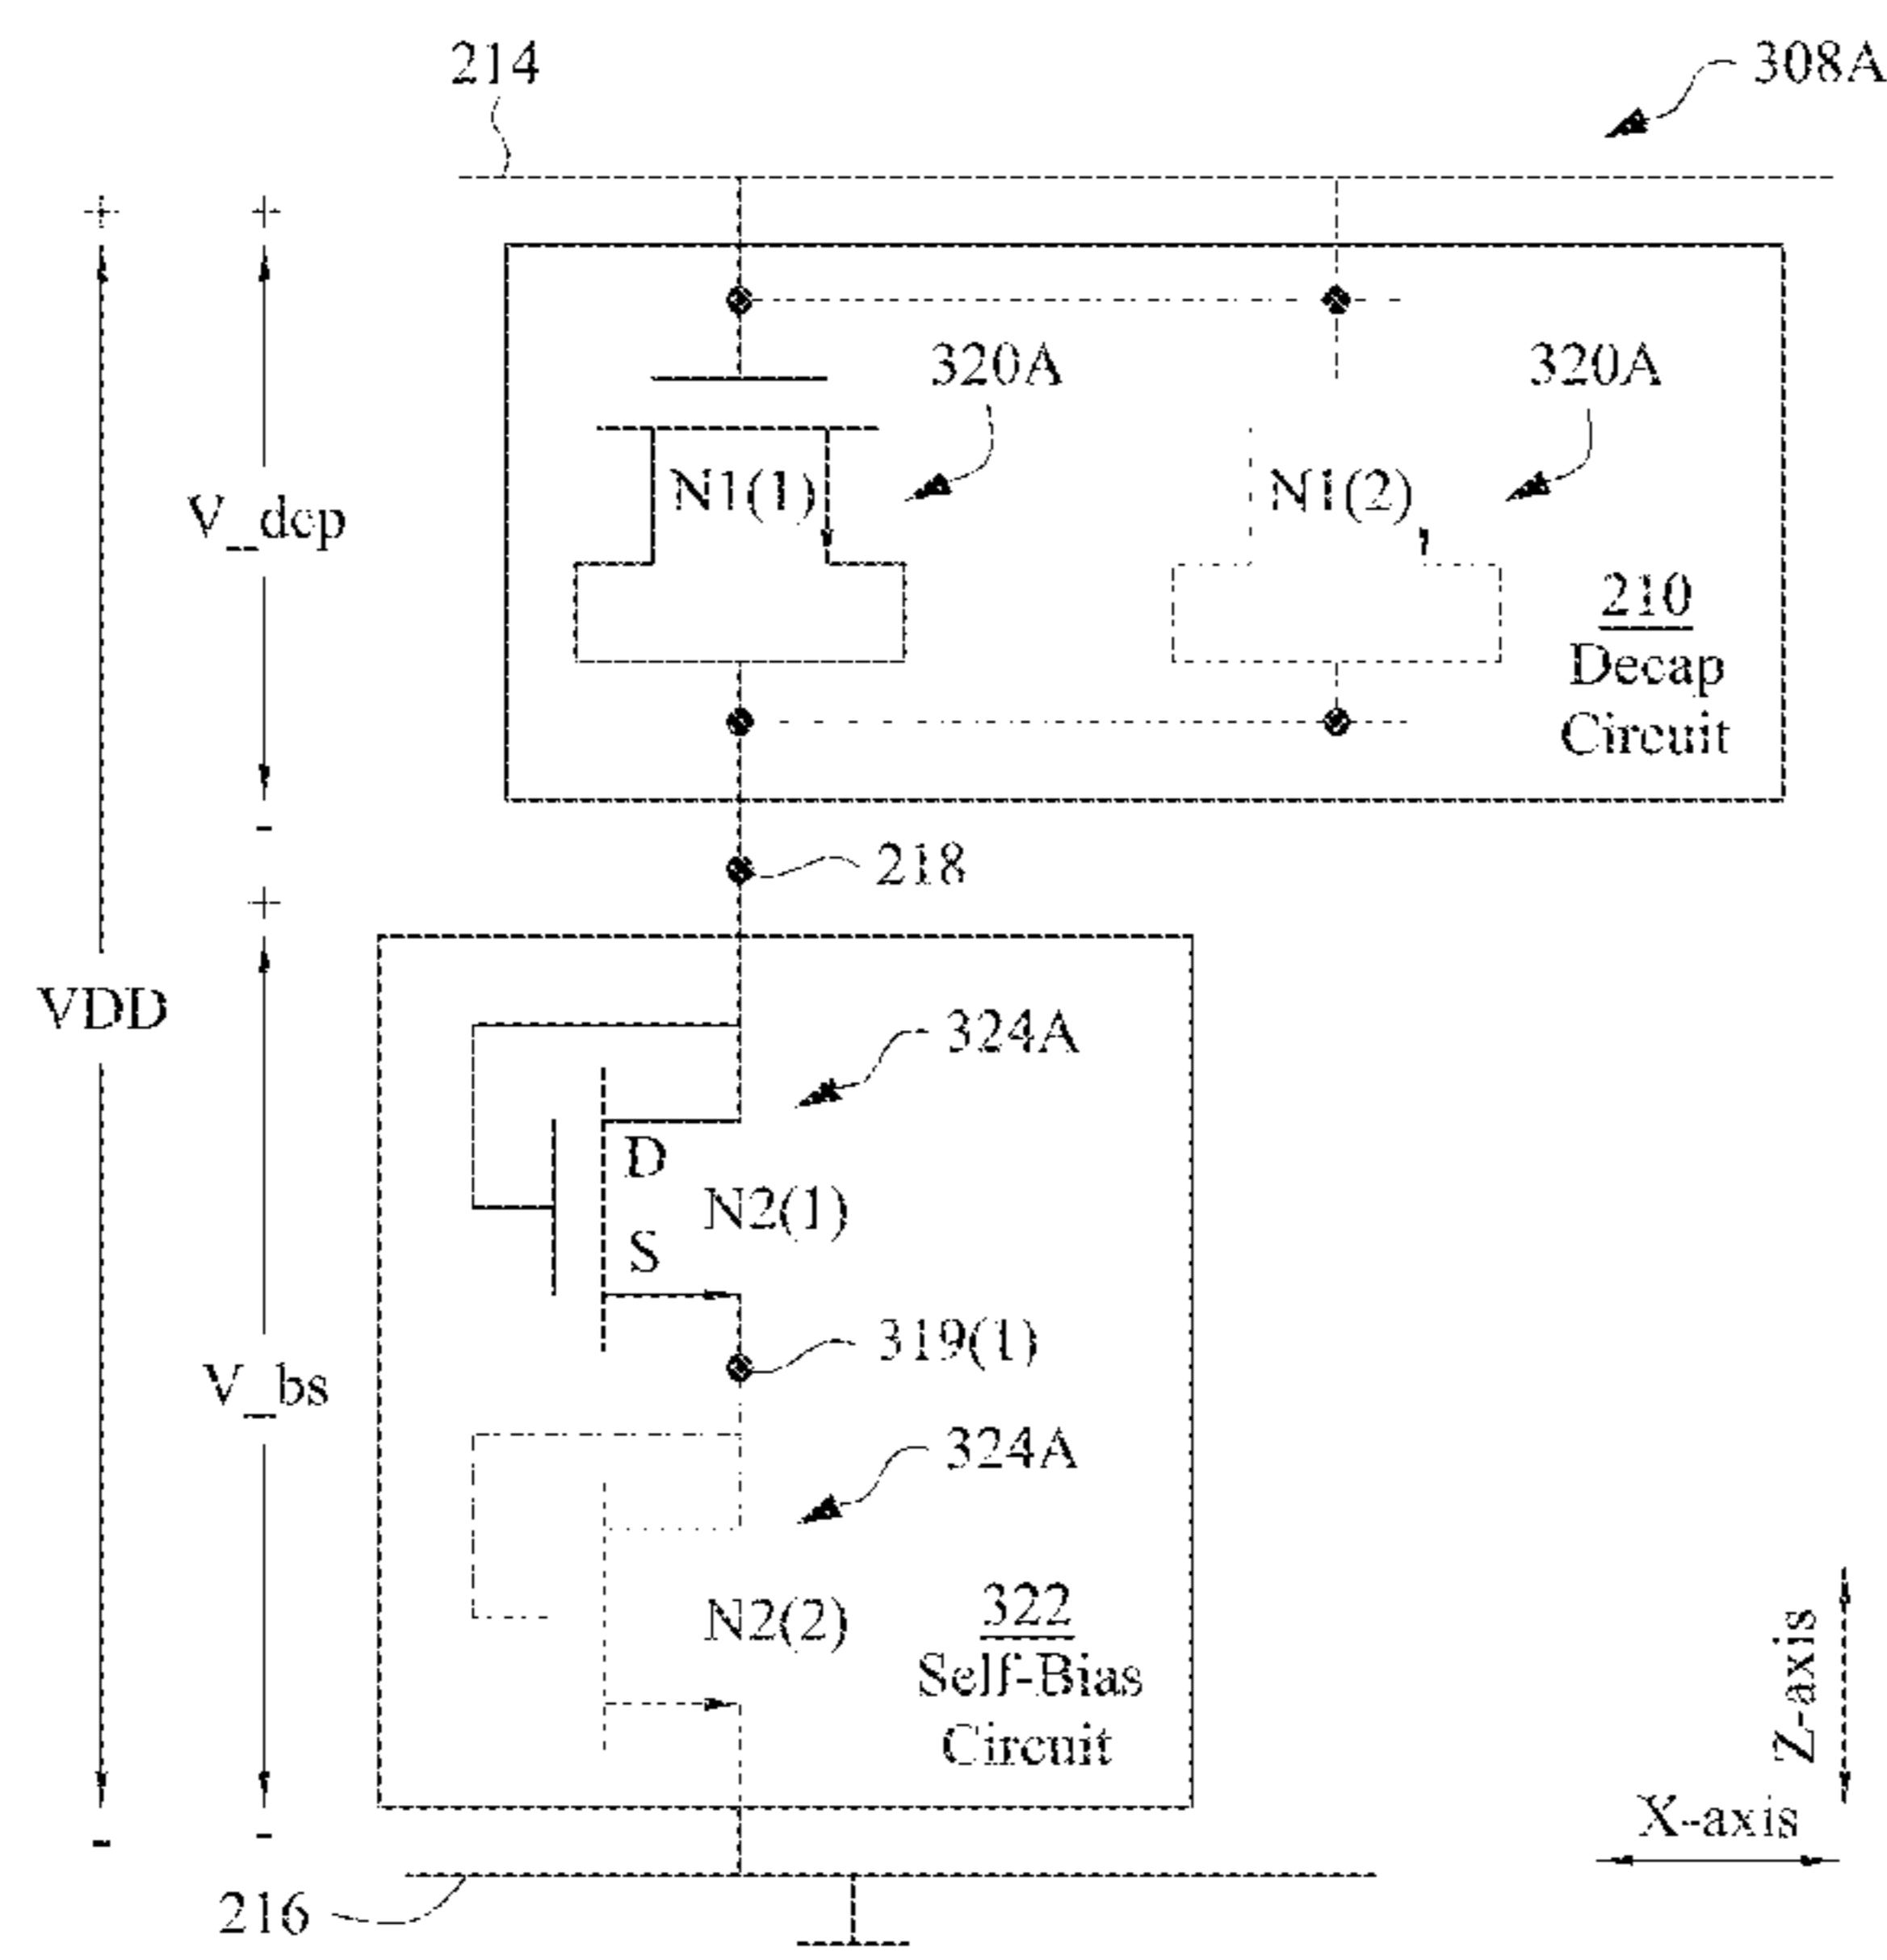 214
308A
+
+
320A
320A
N1(1)
N1(2)
V_dcp
210
Decap
Circuit
-
218
+
VDD
324A
D
N2(1)
S
319(1)
V_bs
324A
N2(2)
322
Self-Bias
Circuit
Z-axis
X-axis
-
-
216